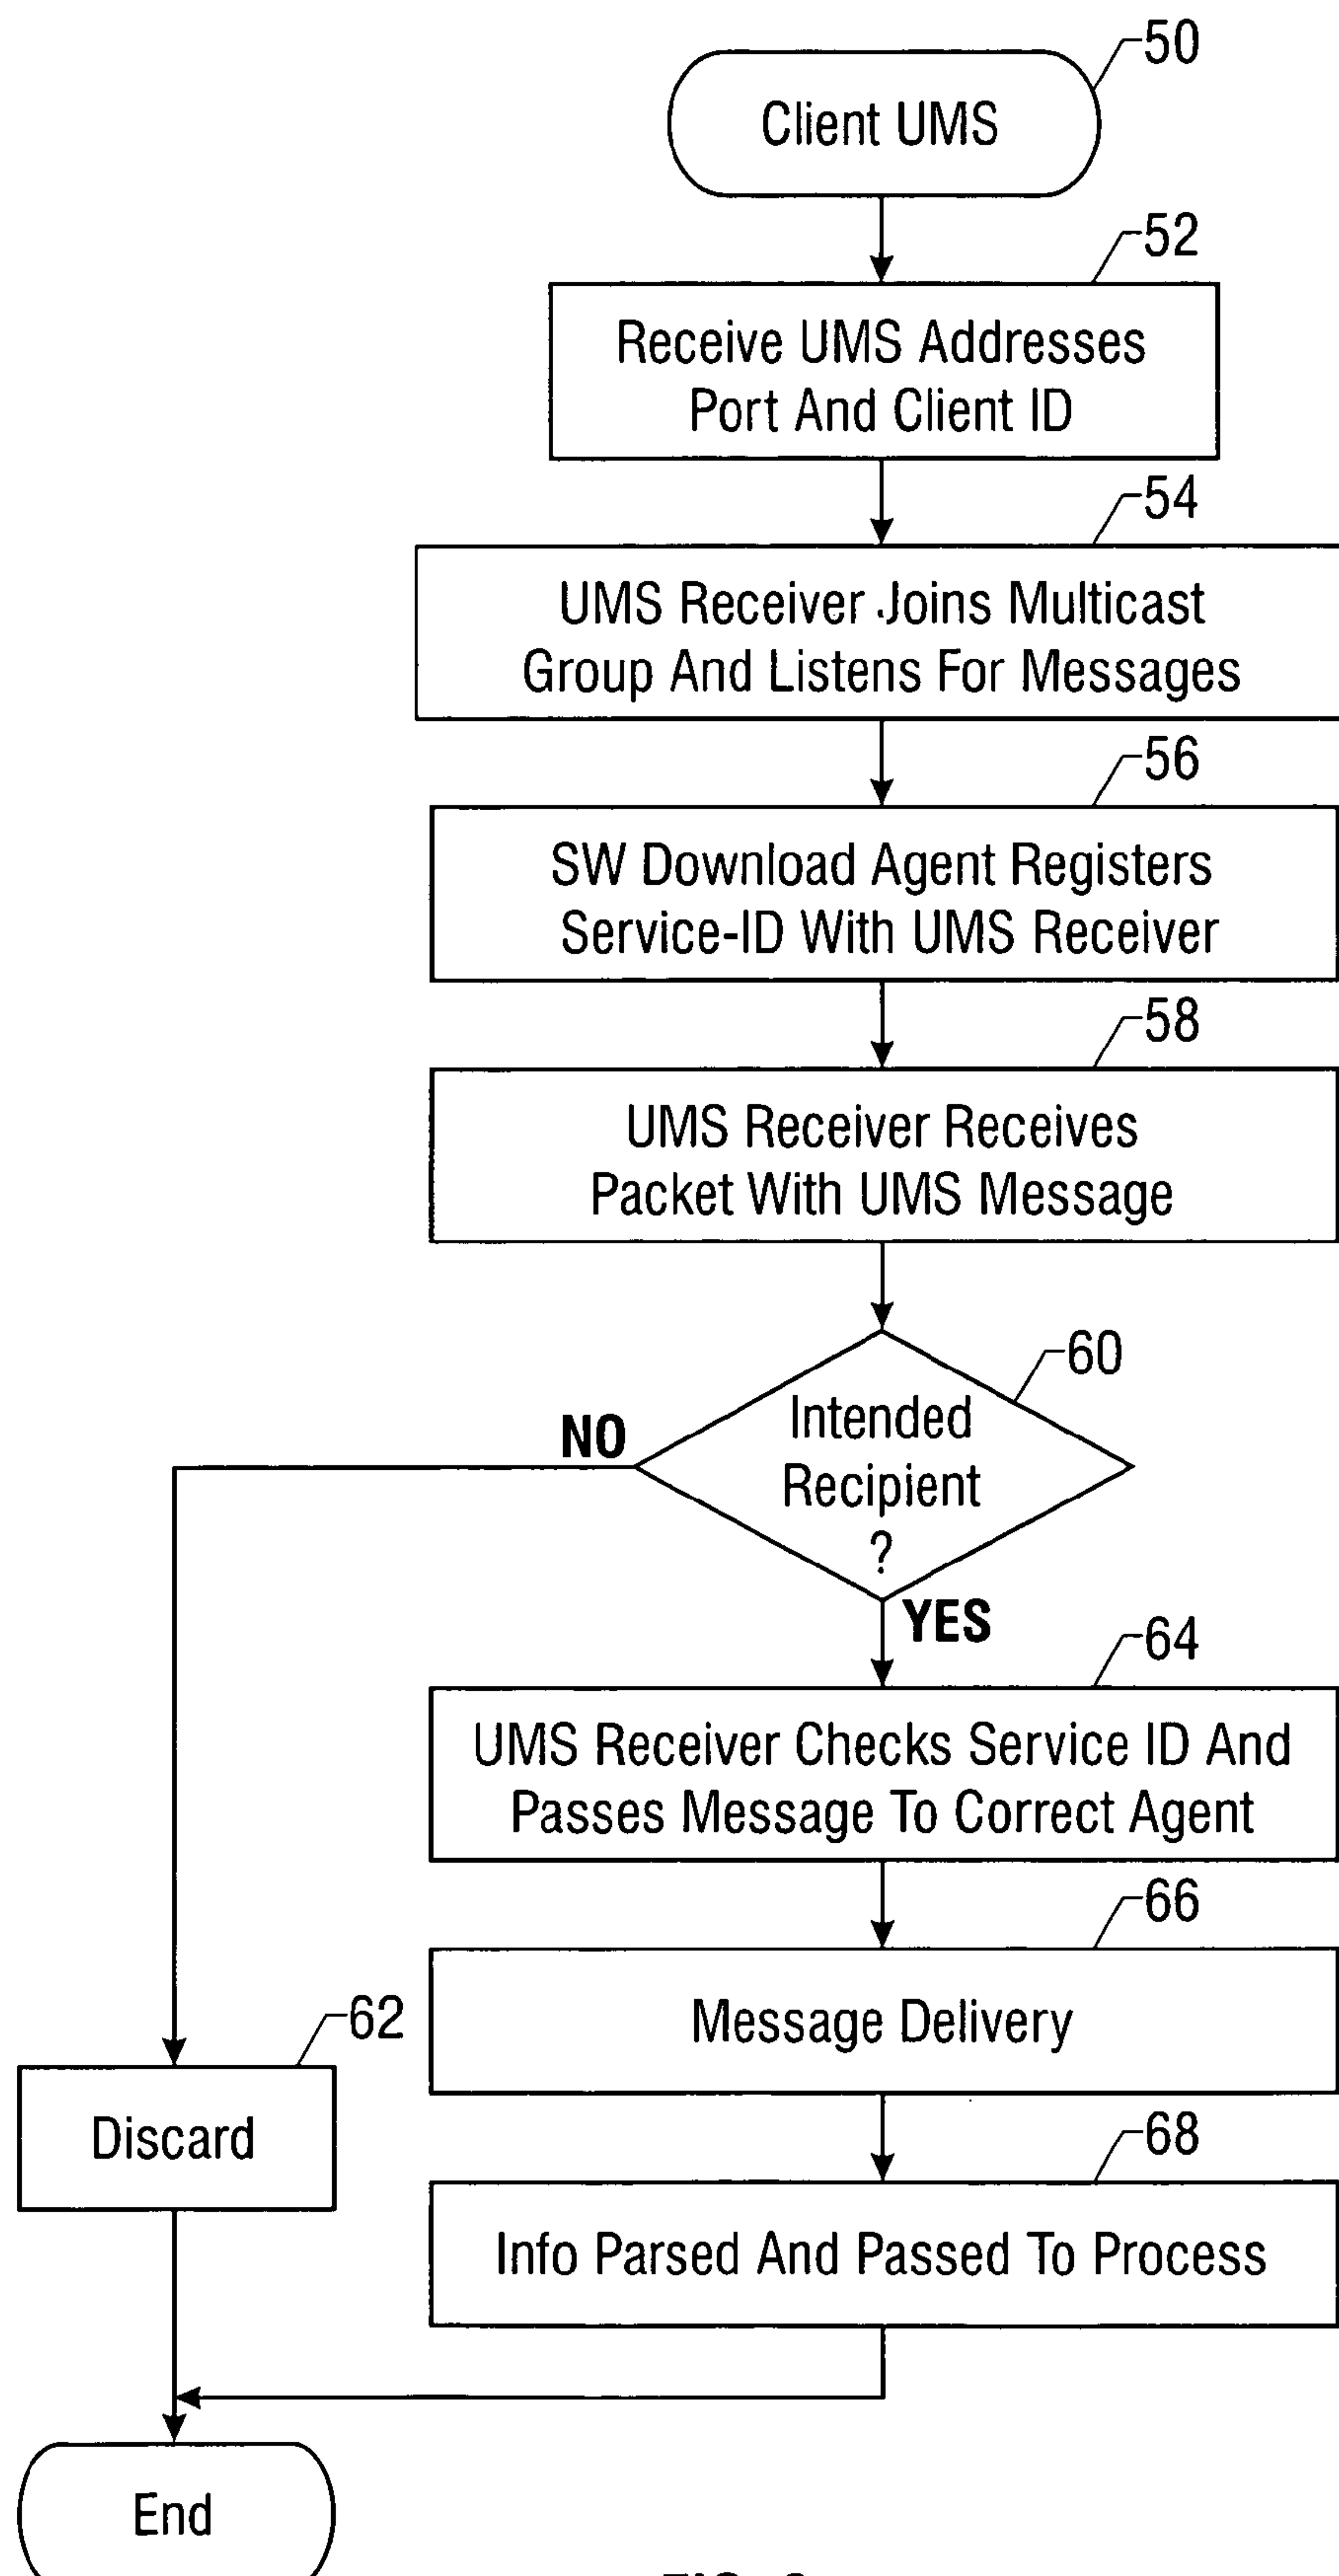 50
Client UMS
52
Receive UMS Addresses
Port And Client ID
54
UMS Receiver Joins Multicast
Group And Listens For Messages
56
SW Download Agent Registers
Service-ID With UMS Receiver
58
UMS Receiver Receives
Packet With UMS Message
60
Intended
Recipient
?
NO
YES
64
UMS Receiver Checks Service ID And
Passes Message To Correct Agent
66
Message Delivery
62
Discard
68
Info Parsed And Passed To Process
End